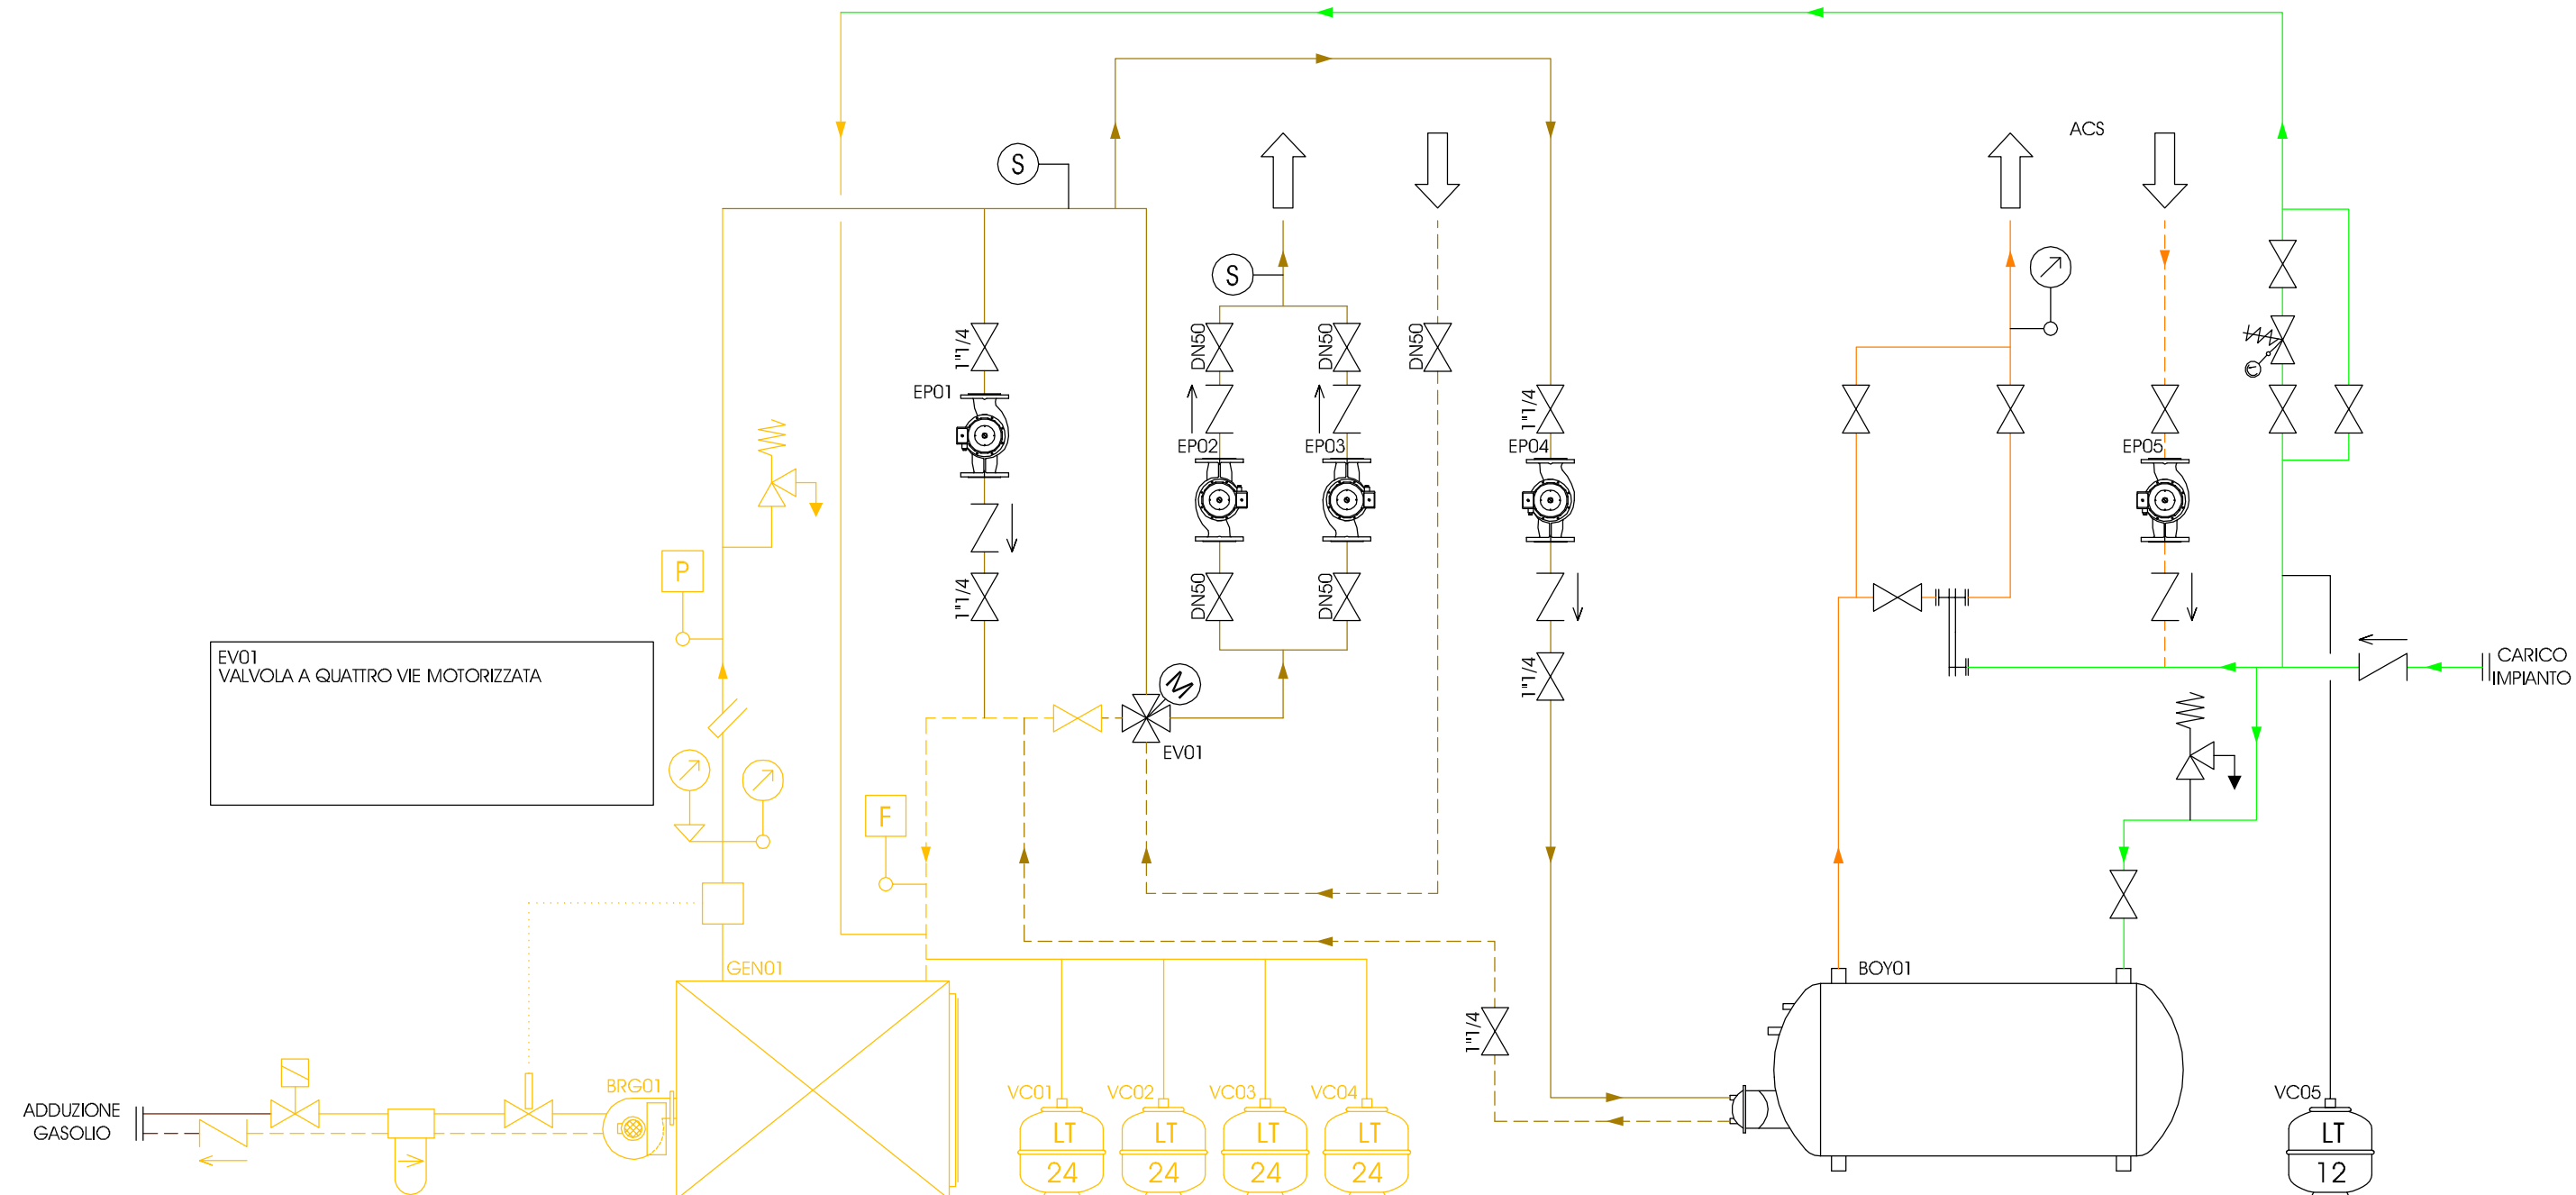 ACS
S
S
1"1/4
DN50
DN50
DN50
EP01
1"1/4
EP02
EP03
EP04
EP05
P
1"1/4
DN50
DN50
EV01
VALVOLA A QUATTRO VIE MOTORIZZATA
1"1/4
M
CARICO
IMPIANTO
EV01
F
GEN01
BOY01
1"1/4
BRG01
VC01
VC02
VC03
VC04
VC05
ADDUZIONE
GASOLIO
LT
24
LT
24
LT
24
LT
24
LT
12